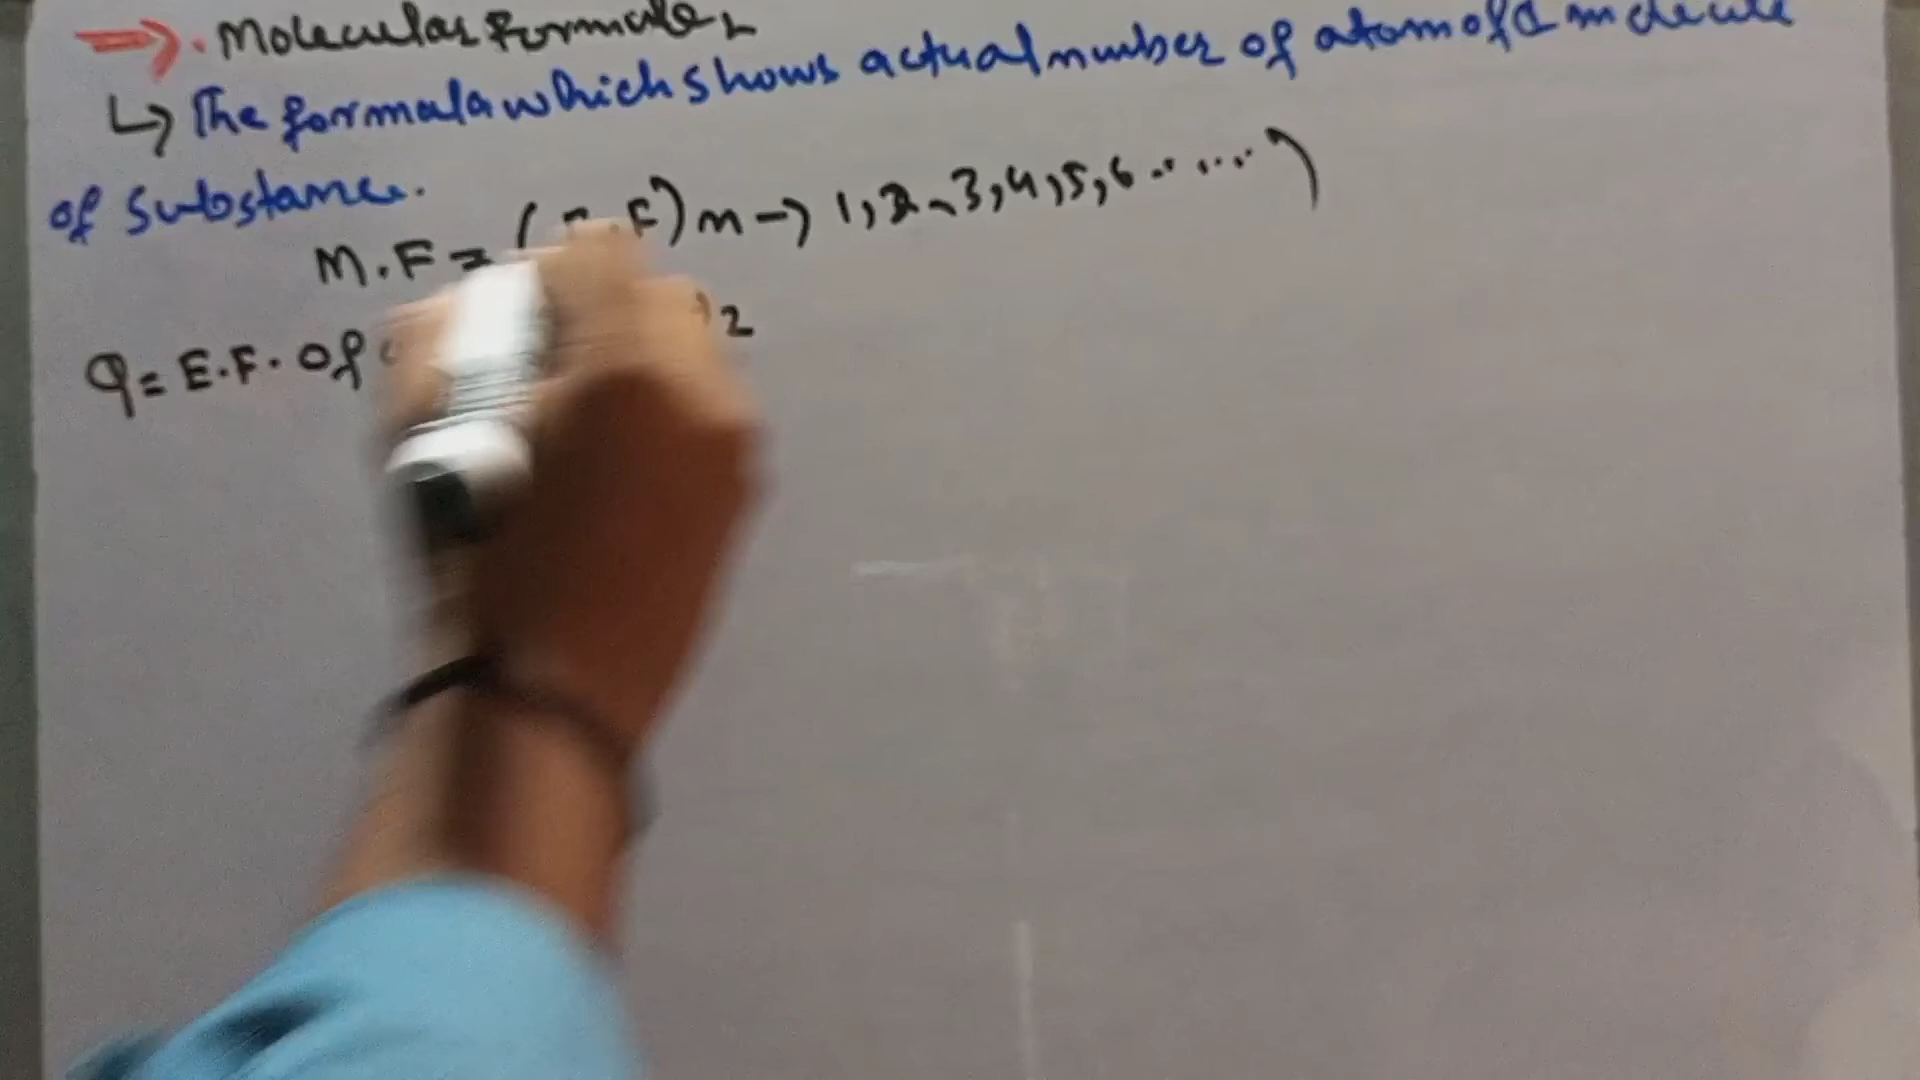 Molecular formula
↳ The formula which shows actual number of atom of a molecule
of Substance.
M.F = ( .F)n → 1, 2, 3, 4, 5, 6 ......)
Q = E.F. Of 2